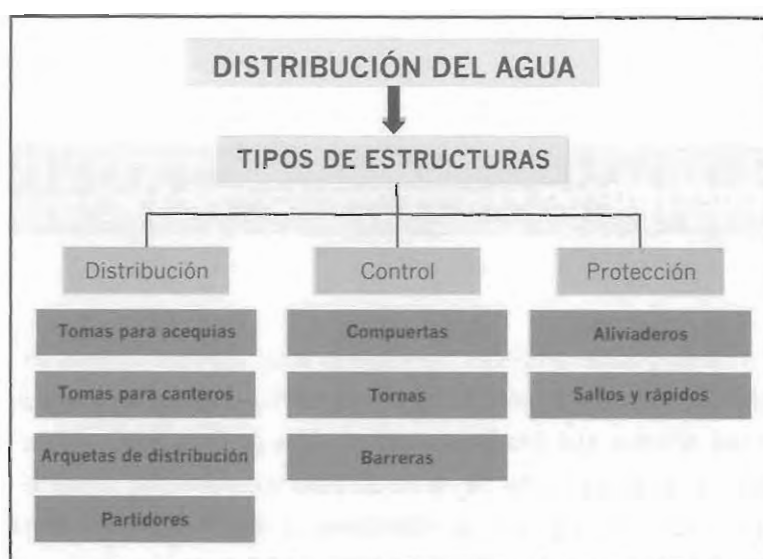 DISTRIBUCIÓN DEL AGUA
TIPOS DE ESTRUCTURAS
Distribución
Tomas para acequias
Tomas para canteros
Arquetas de distribución
Partidores
Control
Compuertas
Tornas
Barreras
Protección
Aliviaderos
Saltos y rápidos